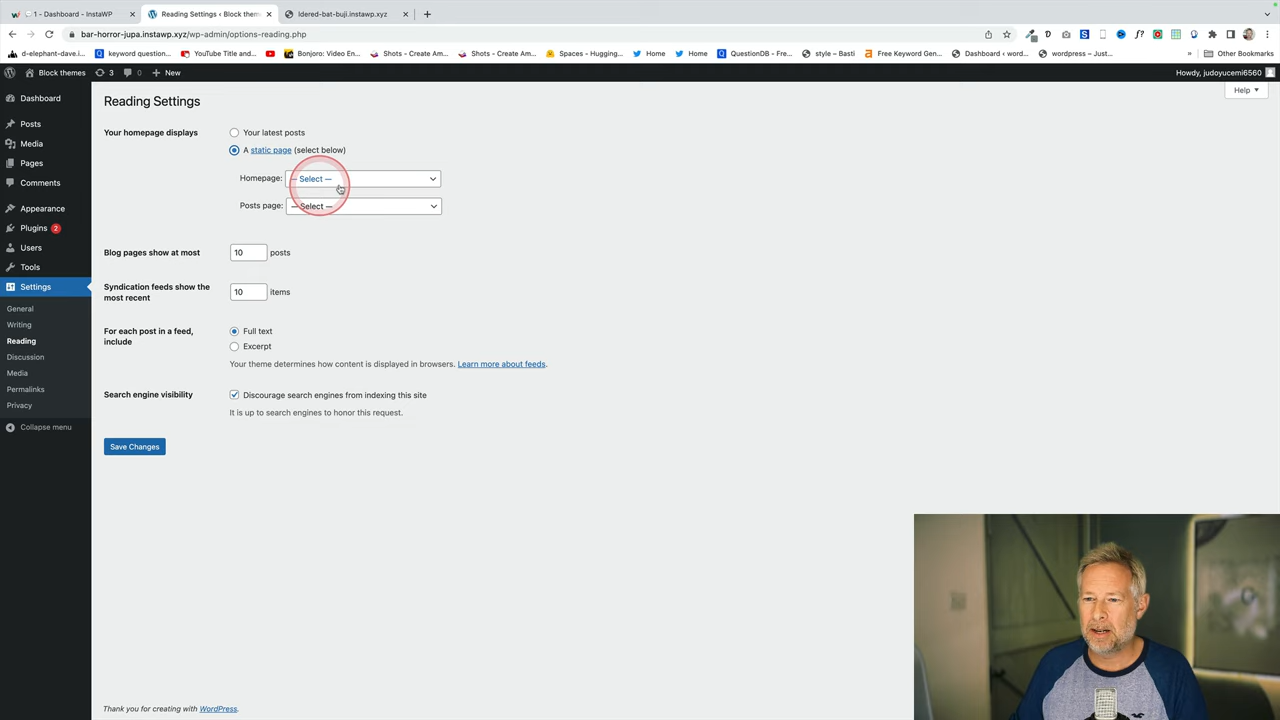 1 - Dashboard - InstaWP
Reading Settings ‹ Block them
ldered-bat-buji.instawp.xyz
bar-horror-jupa.instawp.xyz/wp-admin/options-reading.php
d-elephant-dave.i...
keyword question...
YouTube Title and...
Bonjoro: Video En...
Shots - Create Am...
Shots - Create Am...
Spaces - Hugging...
Home
Home
QuestionDB - Fre...
style – Basti
Free Keyword Gen...
Dashboard ‹ word...
wordpress – Just...
»
Other Bookmarks
Block themes
3
0
New
Howdy, judoyucemi6560
Help
Dashboard
Posts
Media
Pages
Comments
Appearance
Plugins 2
Users
Tools
Settings
General
Writing
Reading
Discussion
Media
Permalinks
Privacy
Collapse menu
Reading Settings
Your homepage displays
Your latest posts
A static page (select below)
Homepage: — Select —
Posts page: — Select —
Blog pages show at most 10 posts
Syndication feeds show the
most recent
10 items
For each post in a feed,
include
Full text
Excerpt
Your theme determines how content is displayed in browsers. Learn more about feeds.
Search engine visibility
Discourage search engines from indexing this site
It is up to search engines to honor this request.
Save Changes
Thank you for creating with WordPress.